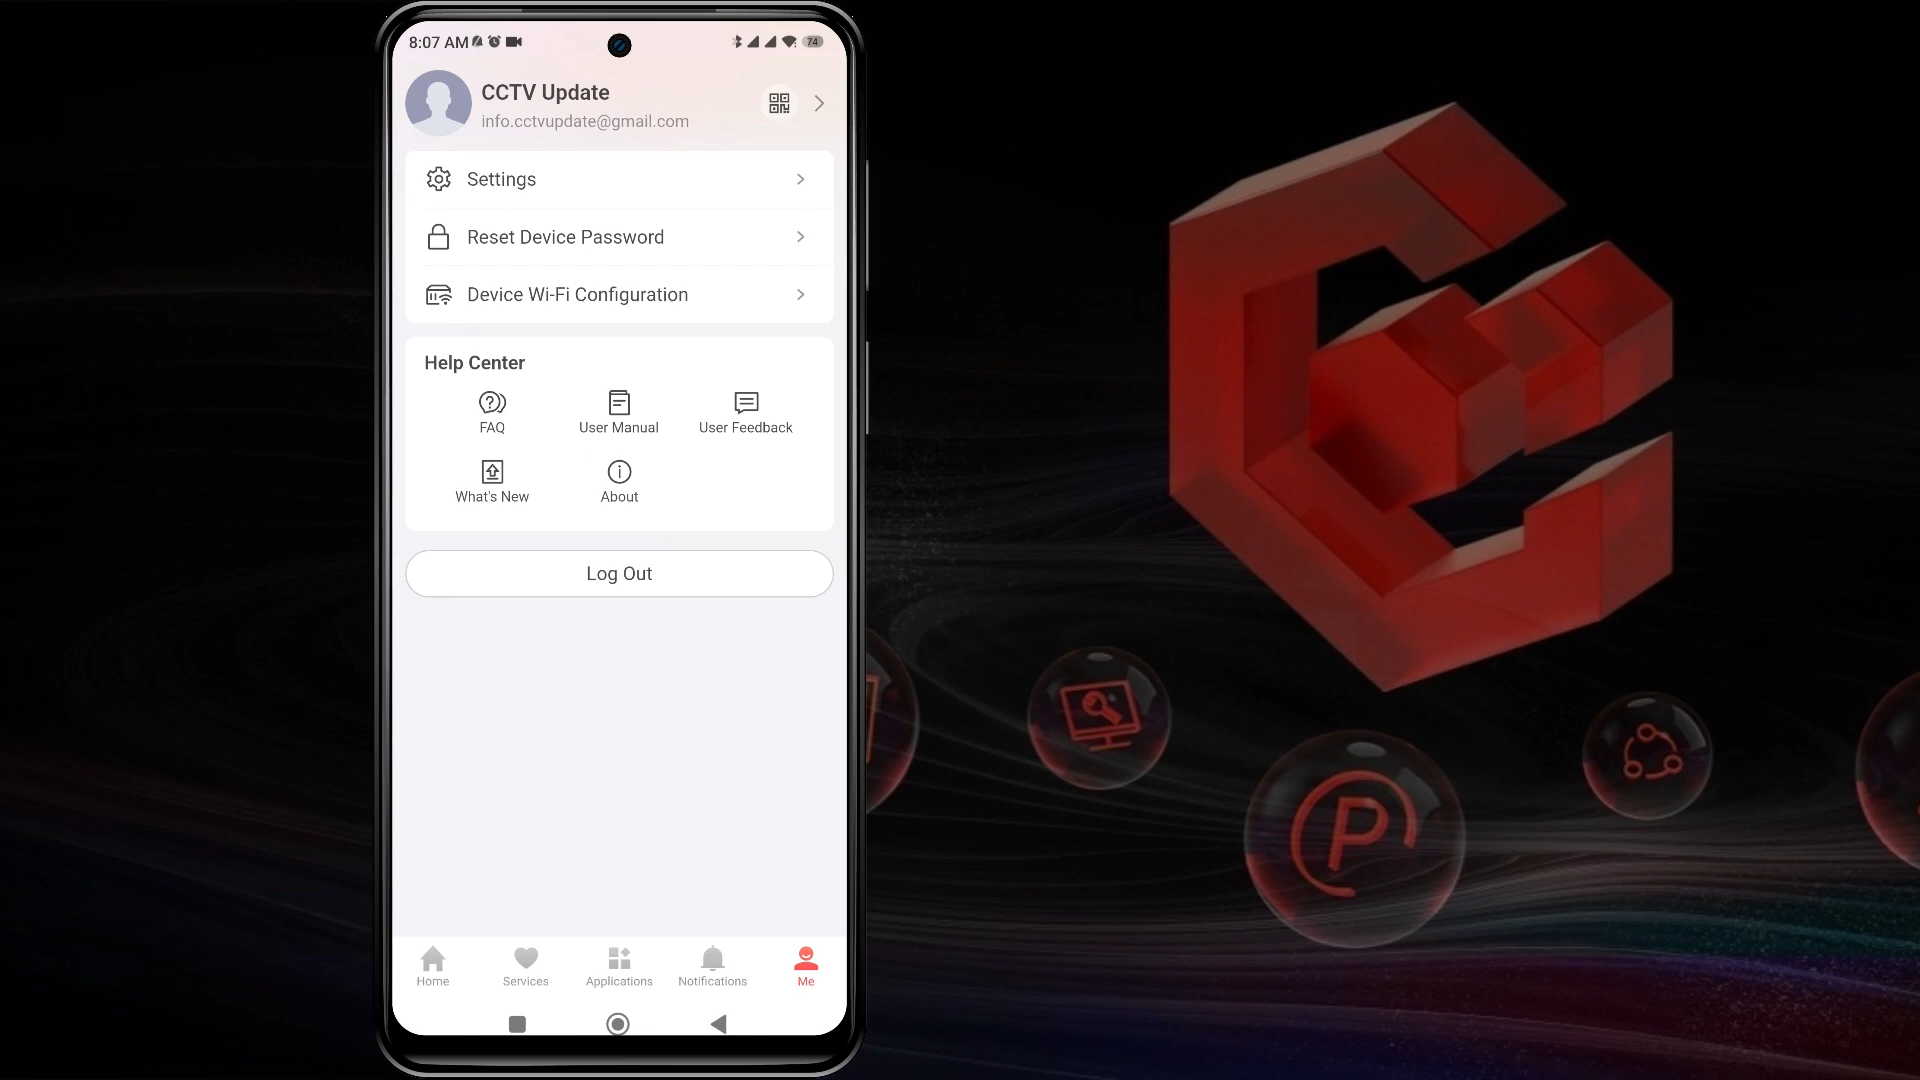 8:07 AM
74
CCTV Update
info.cctvupdate@gmail.com
Settings
Reset Device Password
Device Wi-Fi Configuration
Help Center
FAQ
User Manual
User Feedback
What's New
About
Log Out
Home
Services
Applications
Notifications
Me
P